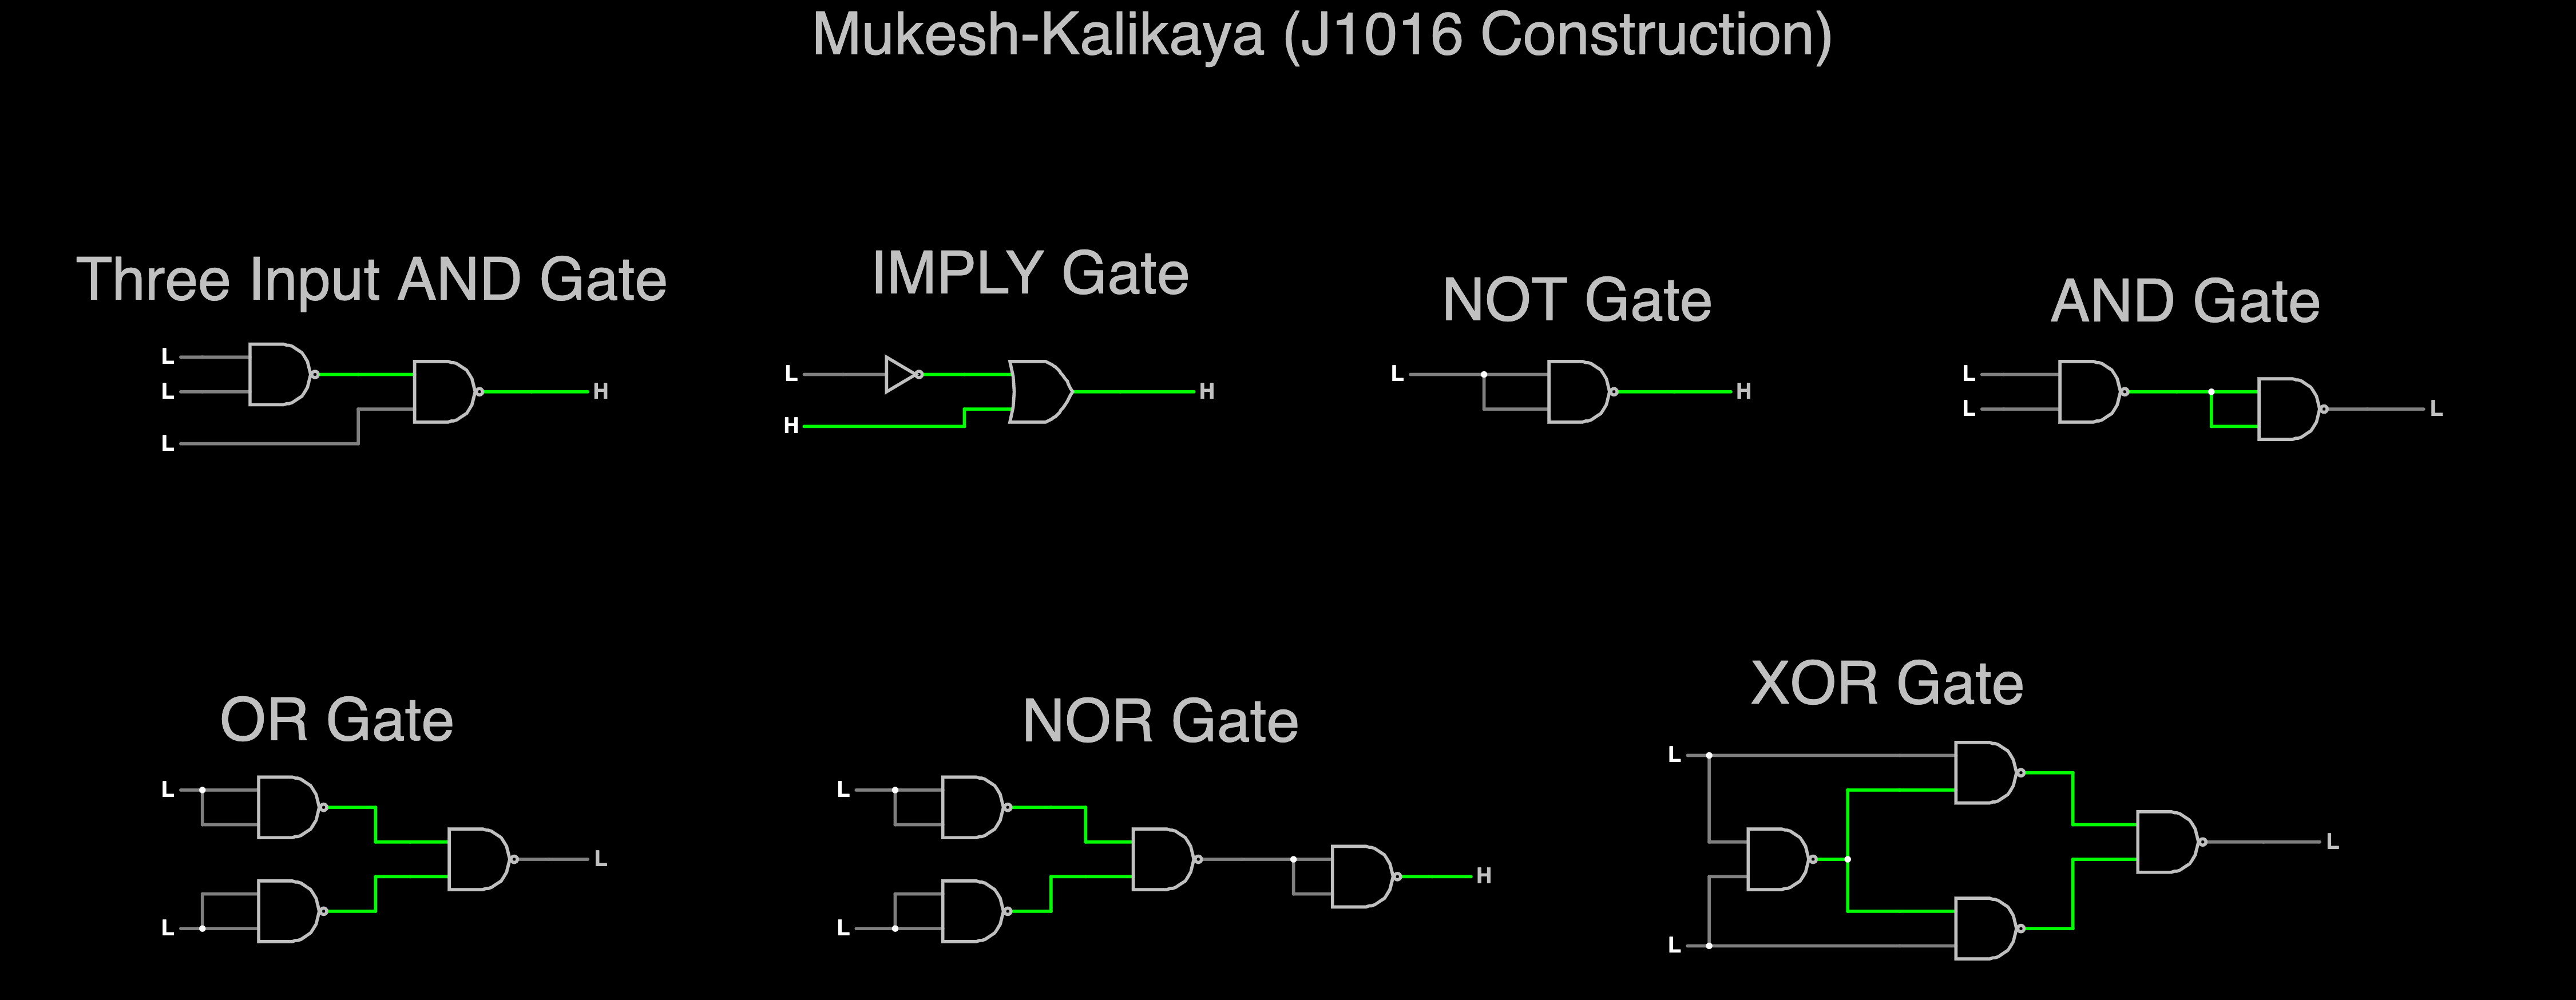 Mukesh-Kalikaya (J1016 Construction)
Three Input AND Gate
L
L
L
H
IMPLY Gate
L
H
H
NOT Gate
L
H
AND Gate
L
L
L
OR Gate
L
L
L
NOR Gate
L
L
H
XOR Gate
L
L
L